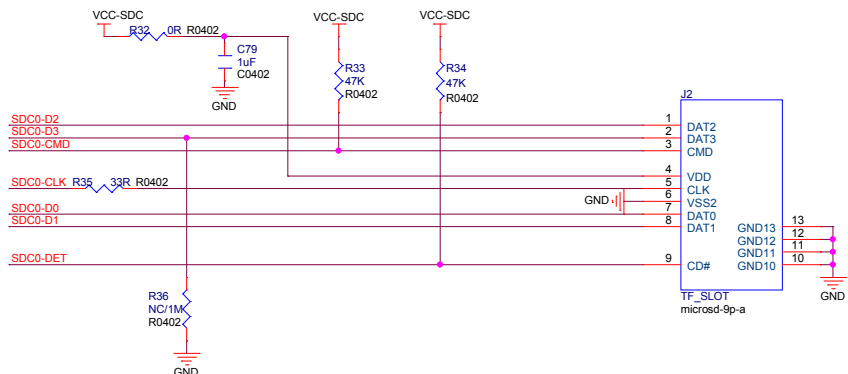 VCC-SDC
VCC-SDC
VCC-SDC
R32 0R R0402
C79
1uF
C0402
GND
R33
47K
R0402
R34
47K
R0402
J2
SDC0-D2
SDC0-D3
SDC0-CMD
SDC0-CLK
R35 33R R0402
SDC0-D0
SDC0-D1
SDC0-DET
GND
1 DAT2
2 DAT3
3 CMD
4 VDD
5 CLK
6 VSS2
7 DAT0
8 DAT1
9 CD#
GND13 13
GND12 12
GND11 11
GND10 10
GND
TF_SLOT
microsd-9p-a
R36
NC/1M
R0402
GND